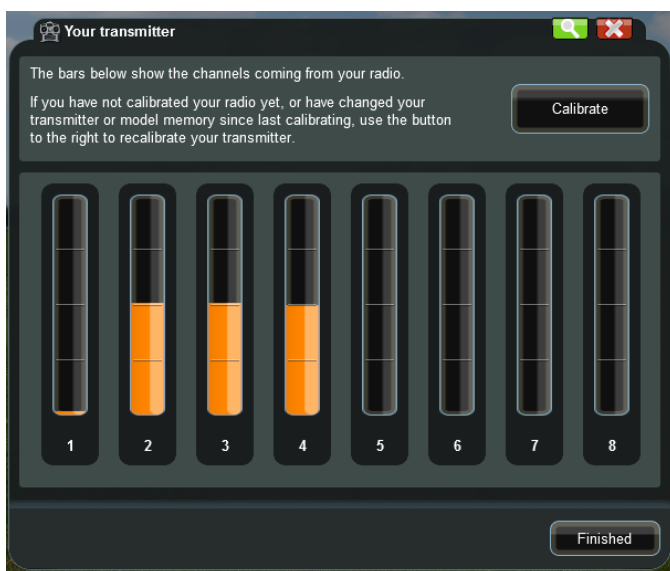 Your transmitter
The bars below show the channels coming from your radio.
If you have not calibrated your radio yet, or have changed your
transmitter or model memory since last calibrating, use the button
to the right to recalibrate your transmitter.
Calibrate
1 2 3 4 5 6 7 8
Finished